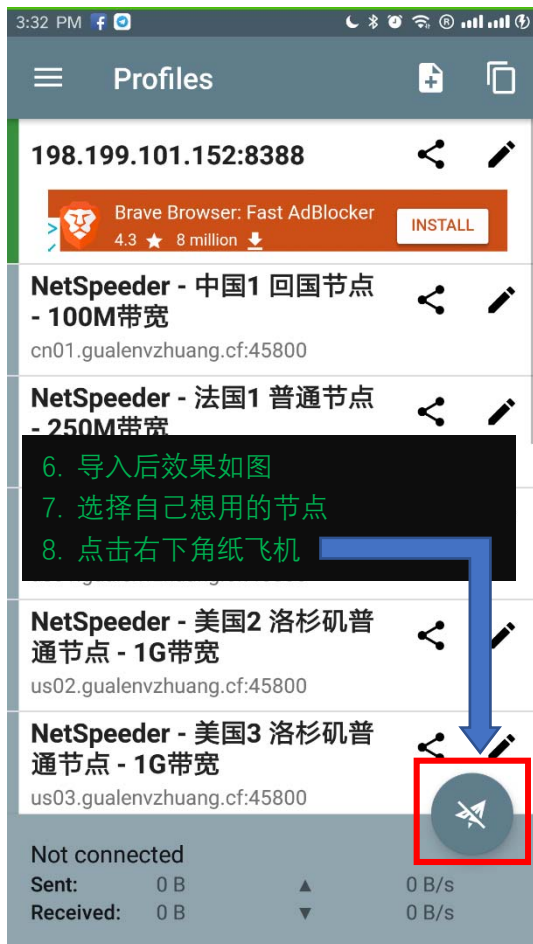 3:32 PM
Profiles
198.199.101.152:8388
Brave Browser: Fast AdBlocker
4.3 ★ 8 million
INSTALL
NetSpeeder - 中国1 回国节点
- 100M带宽
cn01.gualenvzhuang.cf:45800
NetSpeeder - 法国1 普通节点
- 250M带宽
6. 导入后效果如图
7. 选择自己想用的节点
8. 点击右下角纸飞机
NetSpeeder - 美国2 洛杉矶普
通节点 - 1G带宽
us02.gualenvzhuang.cf:45800
NetSpeeder - 美国3 洛杉矶普
通节点 - 1G带宽
us03.gualenvzhuang.cf:45800
Not connected
Sent: 0 B ▲ 0 B/s
Received: 0 B ▼ 0 B/s